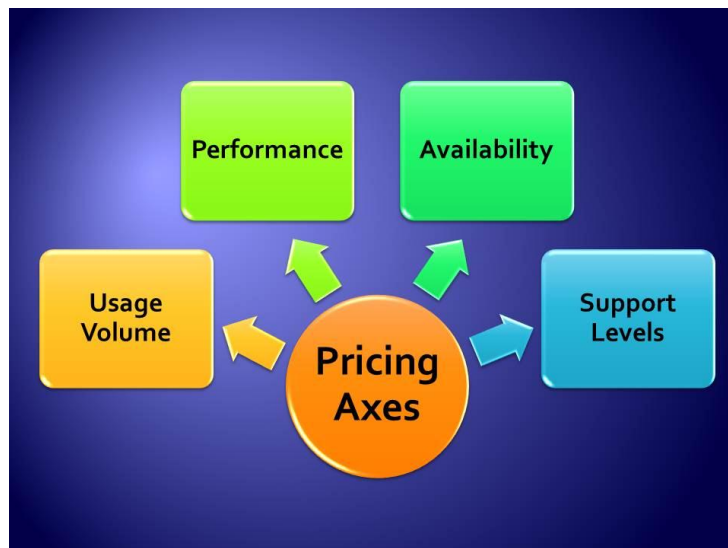 Performance
Availability
Usage
Volume
Support
Levels
Pricing
Axes